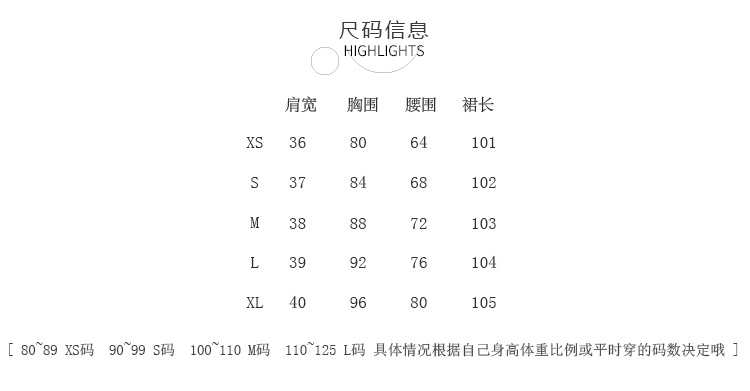 尺码信息
HIGHLIGHTS
肩宽 胸围 腰围 裙长
XS 36 80 64 101
S 37 84 68 102
M 38 88 72 103
L 39 92 76 104
XL 40 96 80 105
[ 80~89 XS码 90~99 S码 100~110 M码 110~125 L码 具体情况根据自己身高体重比例或平时穿的码数决定哦 ]